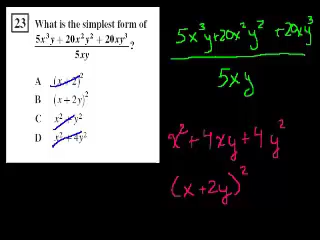 23 What is the simplest form of
5x³y + 20x²y² + 20xy³ / 5xy ?
A (x + 2)²
B (x + 2y)²
C x² + y²
D x² + 4y²
5x³y+20x²y²+20xy³
5xy
x²+4xy+4y²
(x+2y)²